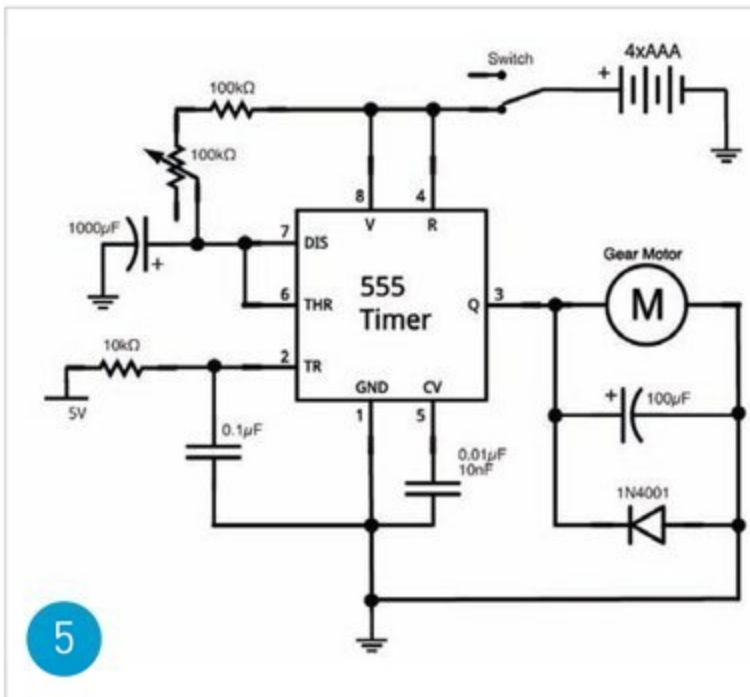 Switch
4xAAA
+
100kΩ
100kΩ
8
4
V
R
1000µF
+
7
DIS
555
Timer
6
THR
Q
3
Gear Motor
M
10kΩ
2
TR
5V
GND
CV
1
5
+
100µF
0.1µF
0.01µF
10nF
1N4001
5